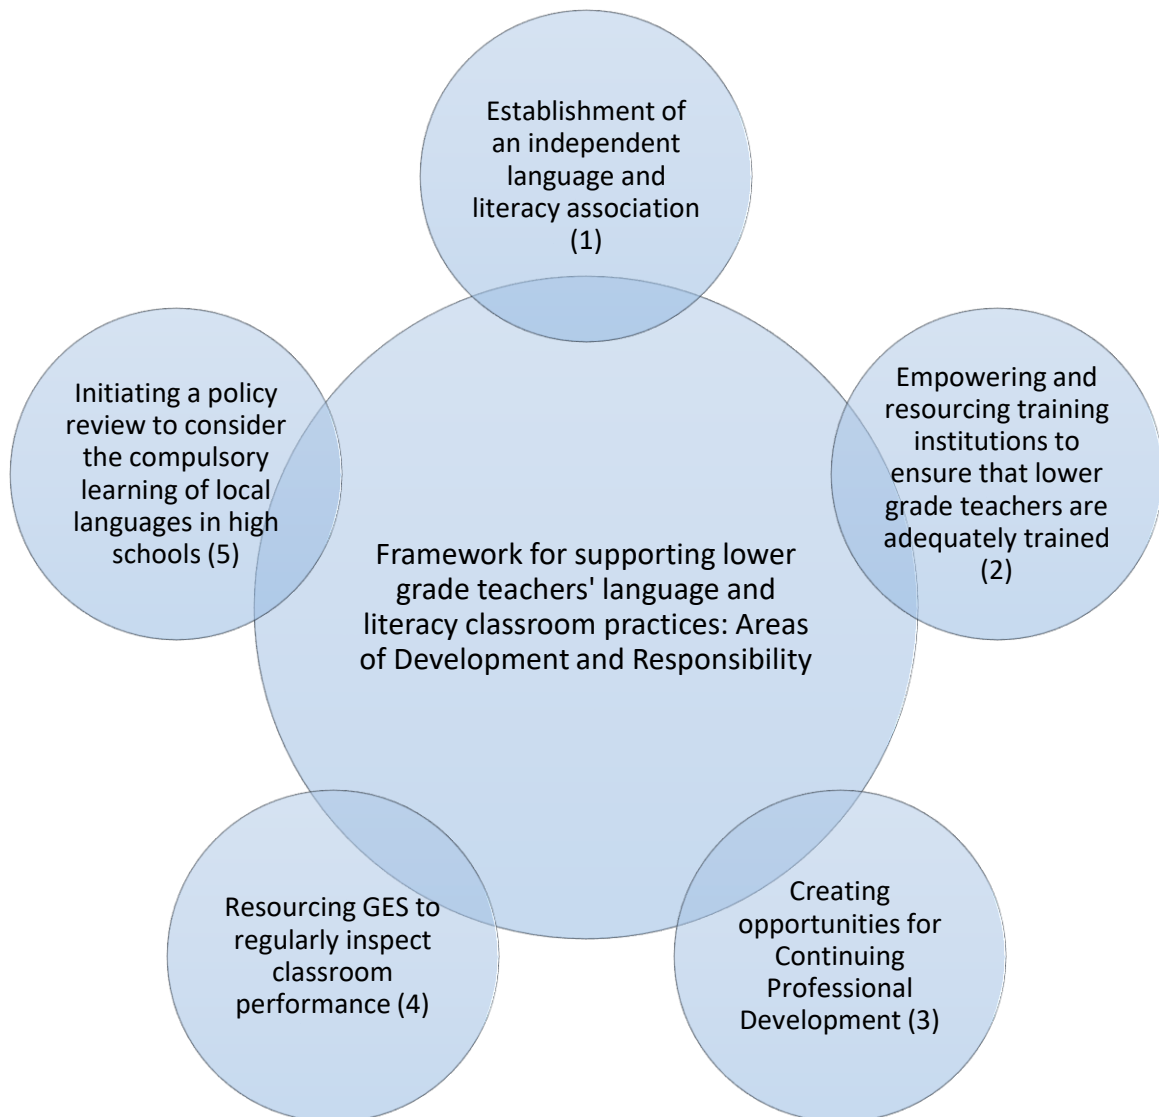 Establishment of
an independent
language and
literacy association
(1)
Empowering and
resourcing training
institutions to
ensure that lower
grade teachers are
adequately trained
(2)
Creating
opportunities for
Continuing
Professional
Development (3)
Resourcing GES to
regularly inspect
classroom
performance (4)
Initiating a policy
review to consider
the compulsory
learning of local
languages in high
schools (5)
Framework for supporting lower
grade teachers' language and
literacy classroom practices: Areas
of Development and Responsibility